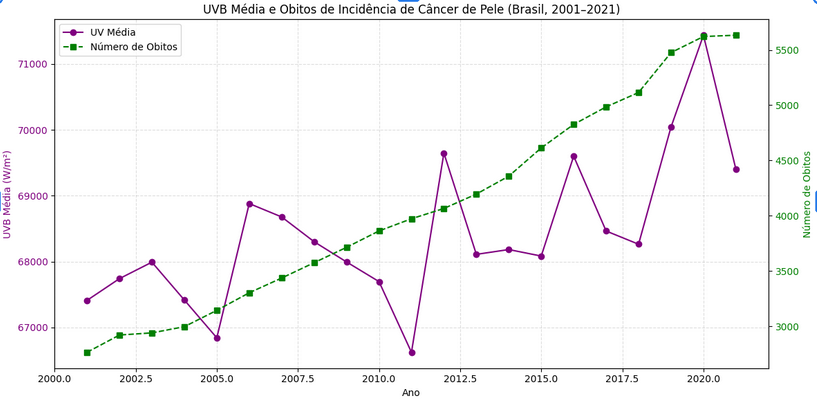 UVB Média e Obitos de Incidência de Câncer de Pele (Brasil, 2001–2021)
UV Média
Número de Obitos
UVB Média (W/m²)
71000
70000
69000
68000
67000
5500
5000
4500
4000
3500
3000
Número de Obitos
2000.0 2002.5 2005.0 2007.5 2010.0 2012.5 2015.0 2017.5 2020.0
Ano